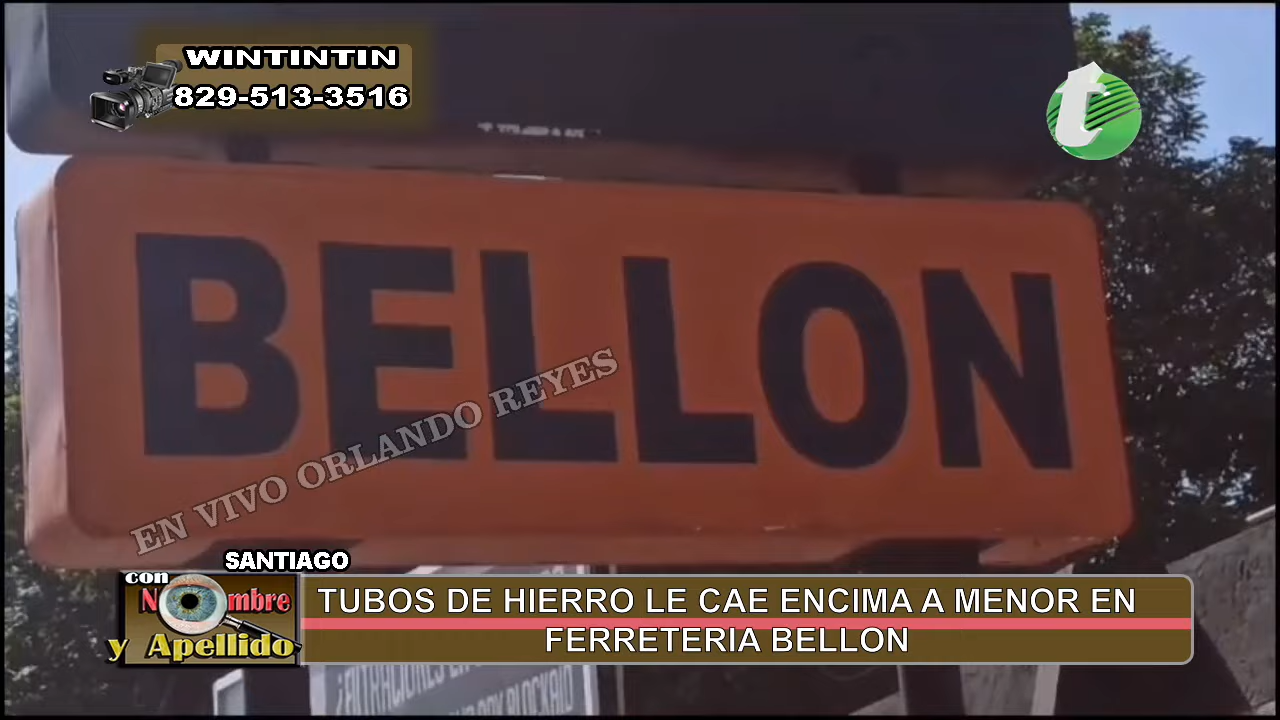 WINTINTIN
829-513-3516
t
BELLON
EN VIVO ORLANDO REYES
SANTIAGO
con
Nombre
y Apellido
TUBOS DE HIERRO LE CAE ENCIMA A MENOR EN
FERRETERIA BELLON